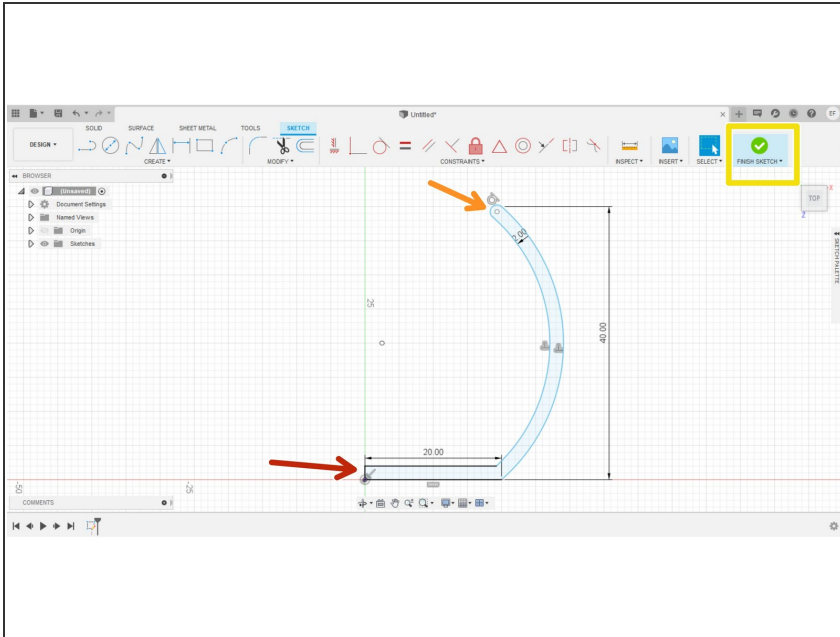 Untitled*
EF
SOLID
SURFACE
SHEET METAL
TOOLS
SKETCH
DESIGN
CREATE
MODIFY
CONSTRAINTS
INSPECT
INSERT
SELECT
FINISH SKETCH
BROWSER
(Unsaved)
Document Settings
Named Views
Origin
Sketches
TOP
X
Z
SKETCH PALETTE
2.00
25
40.00
20.00
-50
-25
COMMENTS